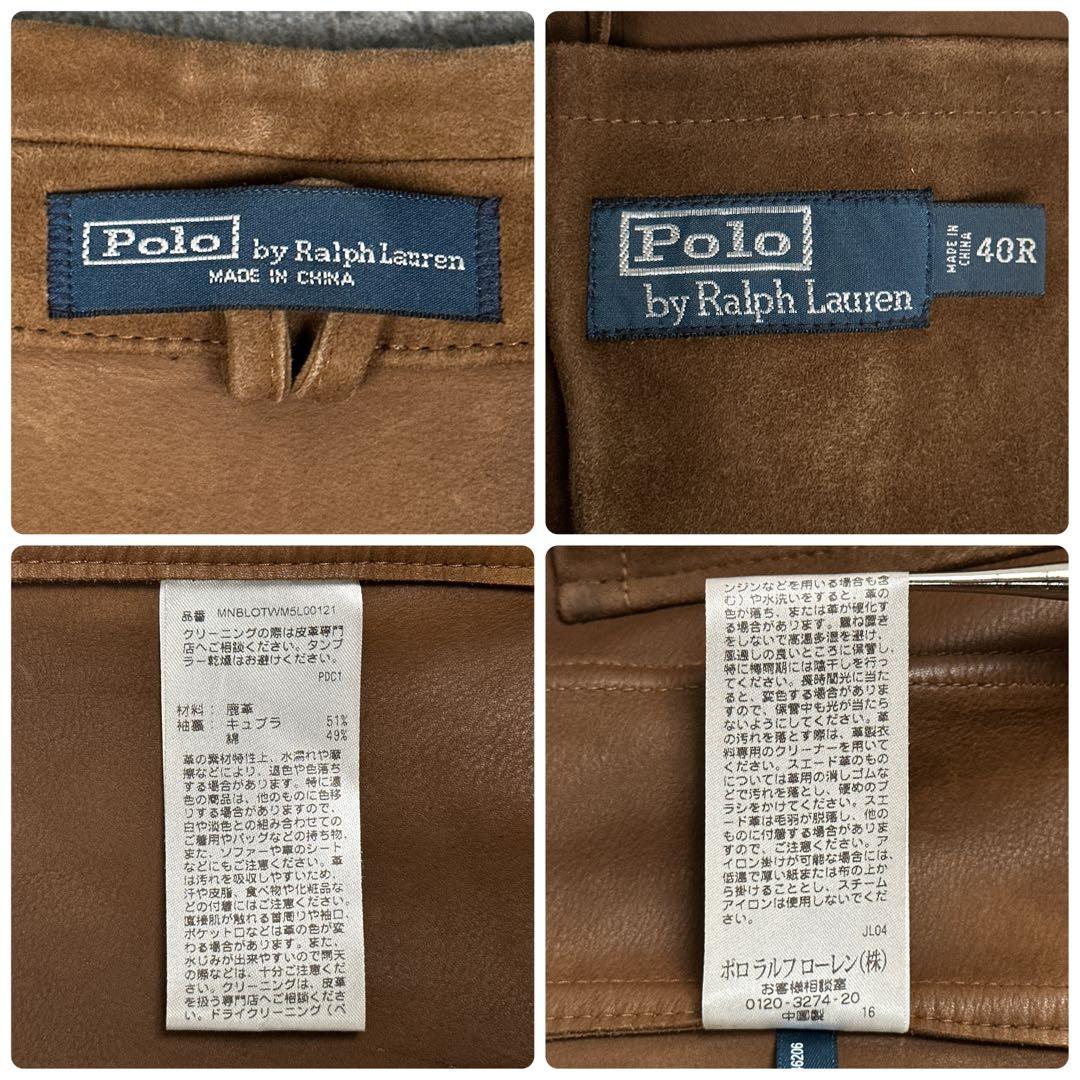 Polo by Ralph Lauren
MADE IN CHINA
Polo
by Ralph Lauren
MADE IN
CHINA
40R
品番 MNBLOTWM5L00121
クリーニングの際は皮革専門
店へご相談ください。タンブ
ラー乾燥はお避けください。
PDC1
材料: 鹿革
袖裏: キュプラ 51%
綿 49%
革の素材特性上、水濡れや摩
擦などにより、退色や色落ち
する場合があります。特に濃
色の商品は、他のものに色移
りする場合がありますので、
白や淡色との組み合わせでの
ご着用やバッグなどの持ち物、
また、ソファーや車のシート
などにもご注意ください。革
は汚れを吸収しやすいため、
汗や皮脂、食べ物や化粧品な
どの付着にはご注意ください。
直接肌が触れる首周りや袖口、
ポケット口などは革の色が変
わる場合があります。また、
水じみが出来やすいので雨天
の際などは、十分ご注意くだ
さい。クリーニングは、皮革
を扱う専門店へご相談くださ
い。ドライクリーニング(ベ
ンジンなどを用いる場合も含
む)や水洗いをすると、革の
色が落ち、または革が硬化す
る場合があります。重ね置き
をしないで高温多湿を避け、
風通しの良いところに保管し、
特に梅雨期には陰干しを行っ
てください。長時間光に当た
ると、変色する場合がありま
すので、保管中も光が当たら
ないようにしてください。革
の汚れを落とす際は、革製衣
料専用のクリーナーを用いて
ください。スエード革のもの
については革用の消しゴムな
どで汚れを落とし、硬めのブ
ラシをかけてください。スエ
ード革は毛羽が脱落し、他の
ものに付着する場合がありま
すので、ご注意ください。ア
イロン掛けが可能な場合には、
低温で厚い紙または布の上か
ら掛けることとし、スチーム
アイロンは使用しないでくだ
さい。
JL04
ポロ ラルフ ローレン(株)
お客様相談室
0120-3274-20
中国製 16
6206